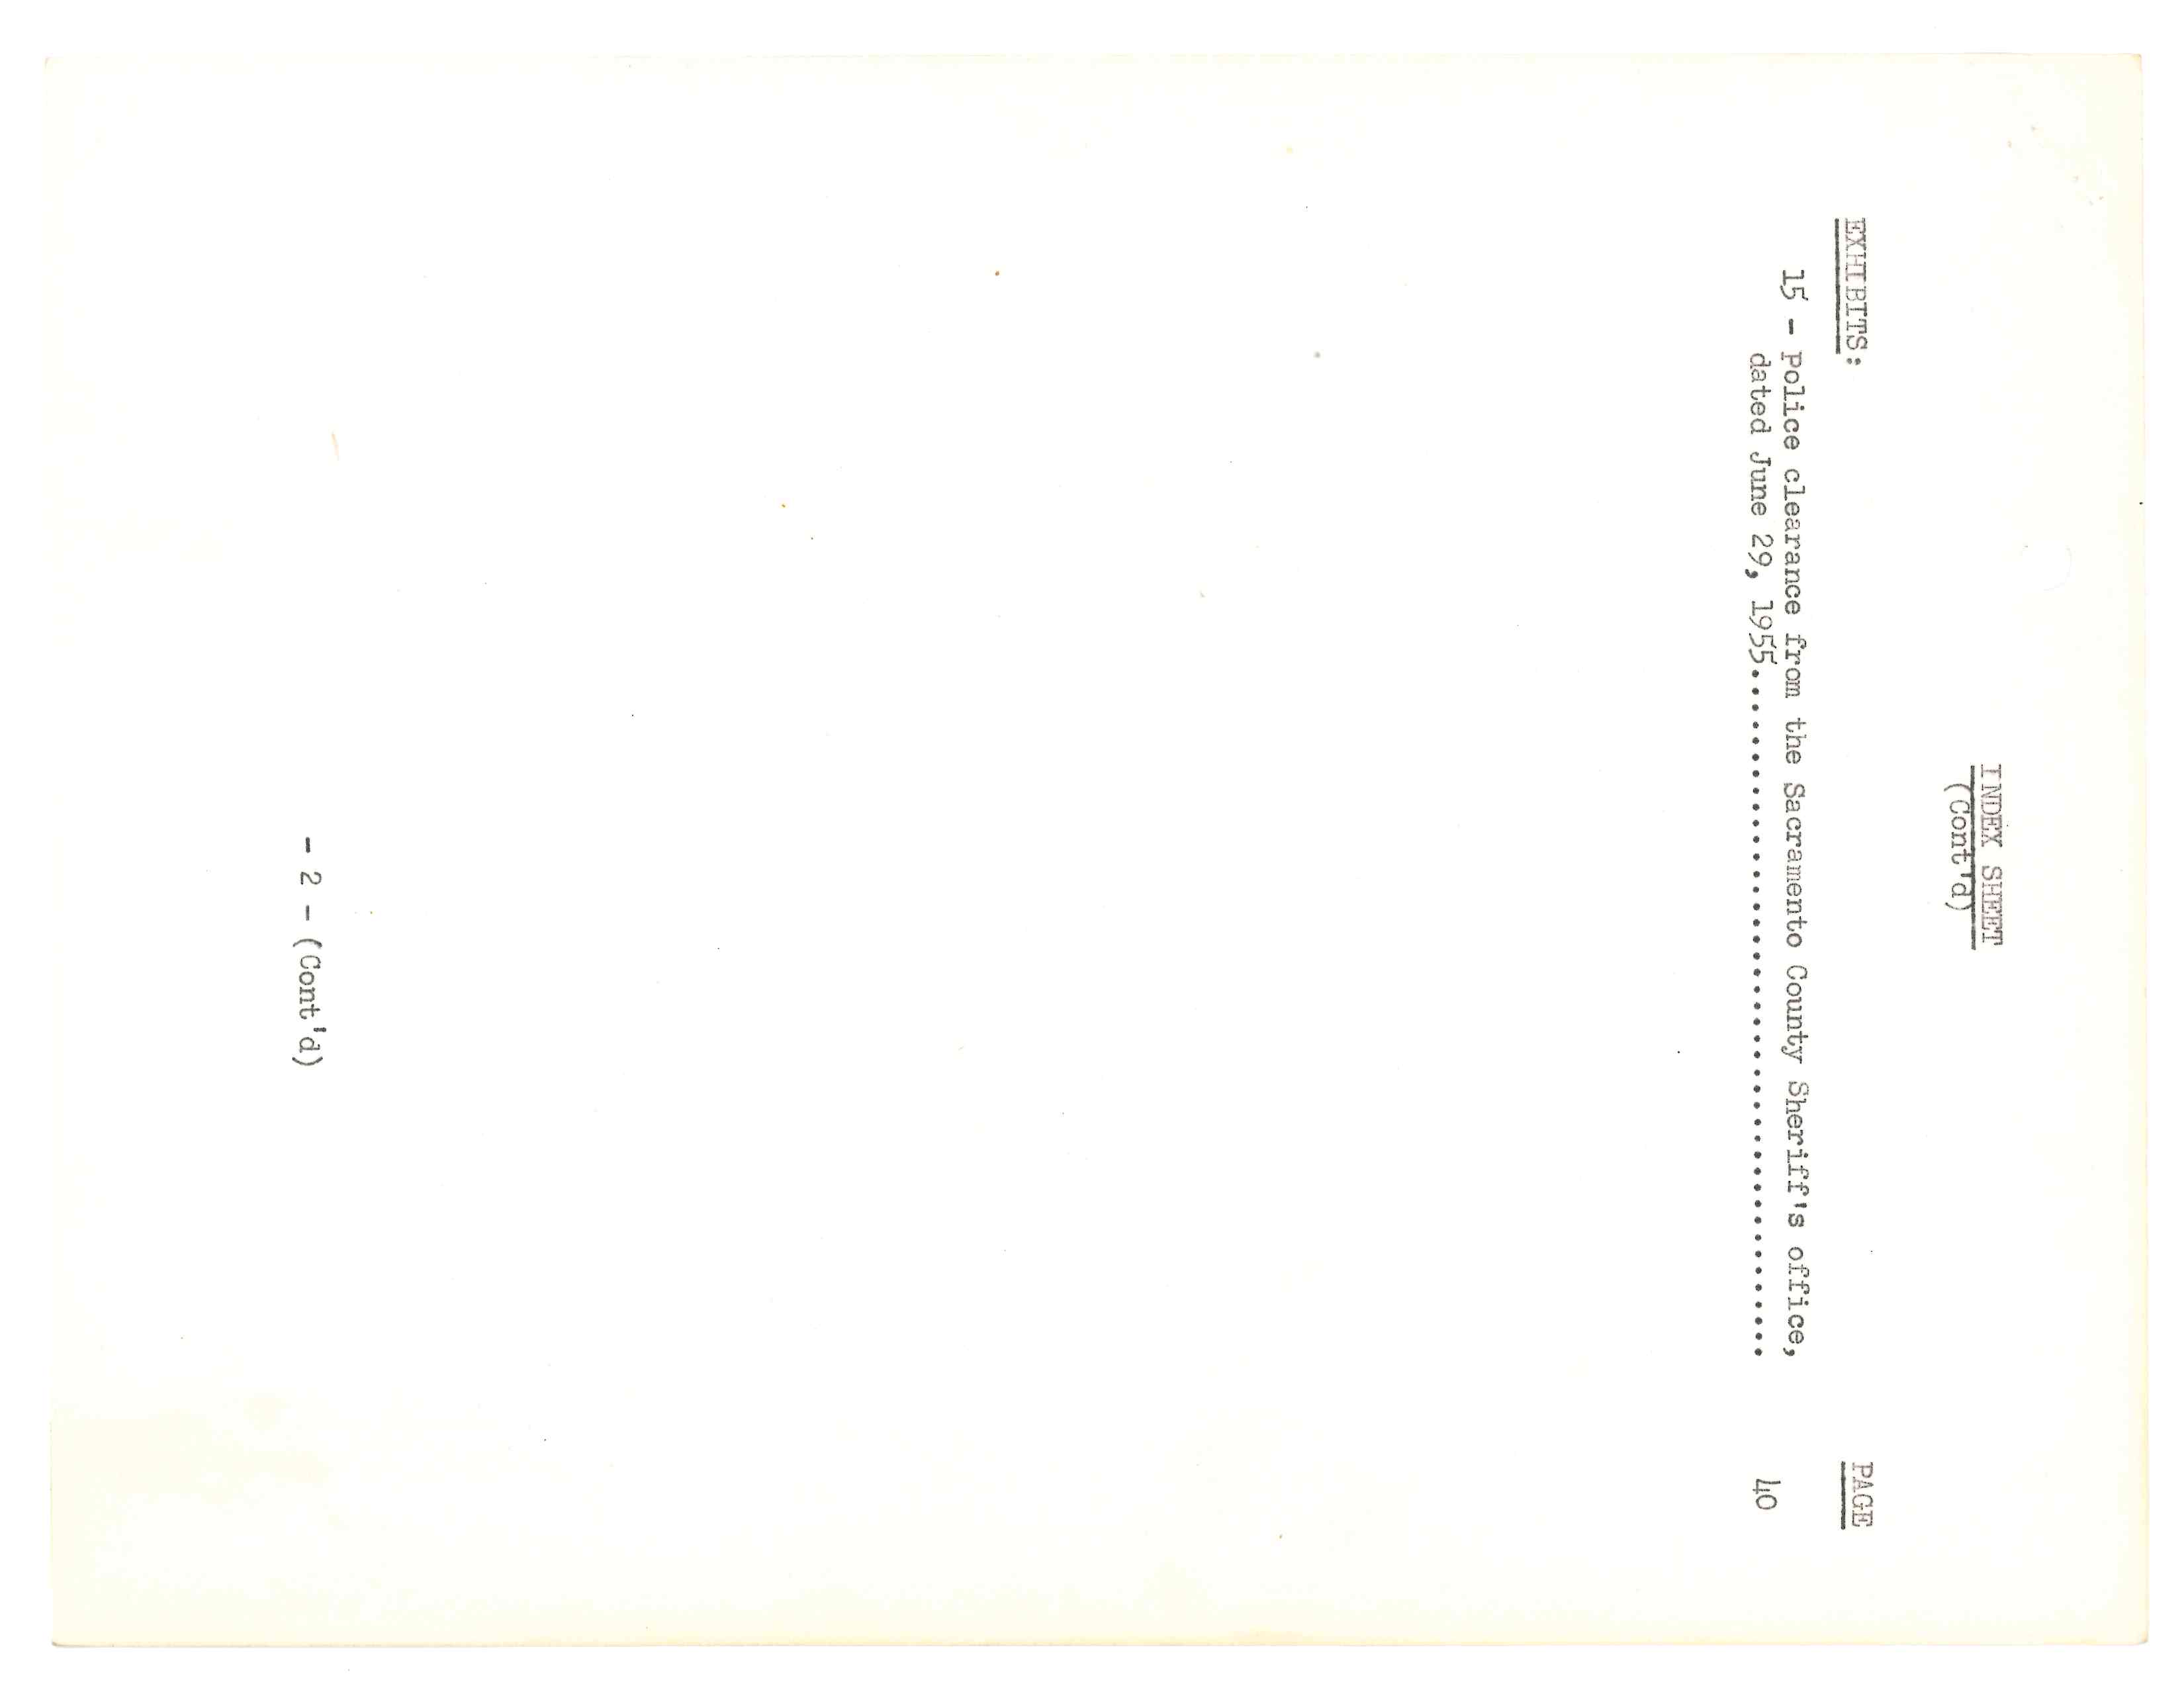 INDEX SHEET
(Cont'd)
EXHIBITS: PAGE
15 - Police clearance from the Sacramento County Sheriff's office,
dated June 29, 1955.......................................... 40
- 2 - (Cont'd)